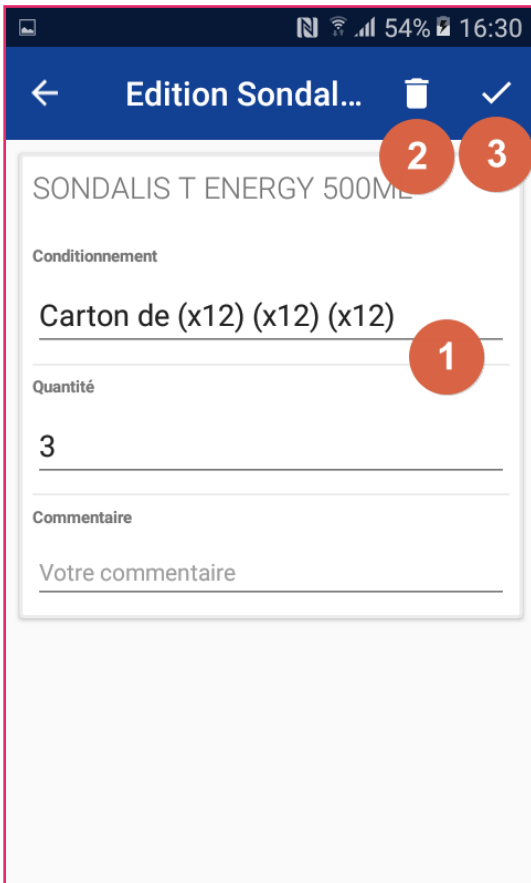 54% 16:30
Edition Sondal...
2 3
SONDALIS T ENERGY 500ML
Conditionnement
Carton de (x12) (x12) (x12)
1
Quantité
3
Commentaire
Votre commentaire